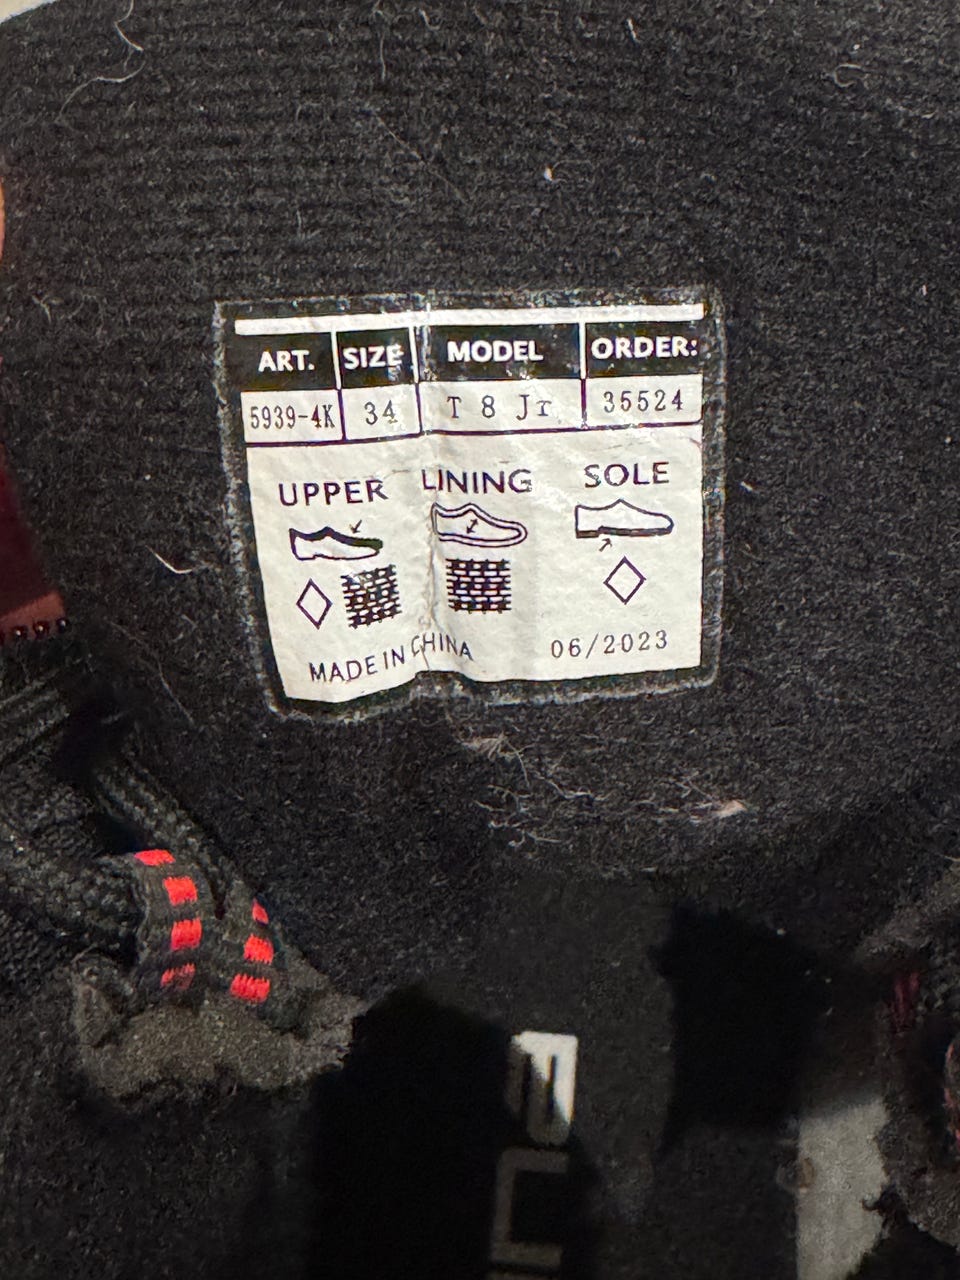 ART. SIZE MODEL ORDER:
5939-4K 34 T 8 Jr 35524
UPPER LINING SOLE
MADE IN CHINA 06/2023